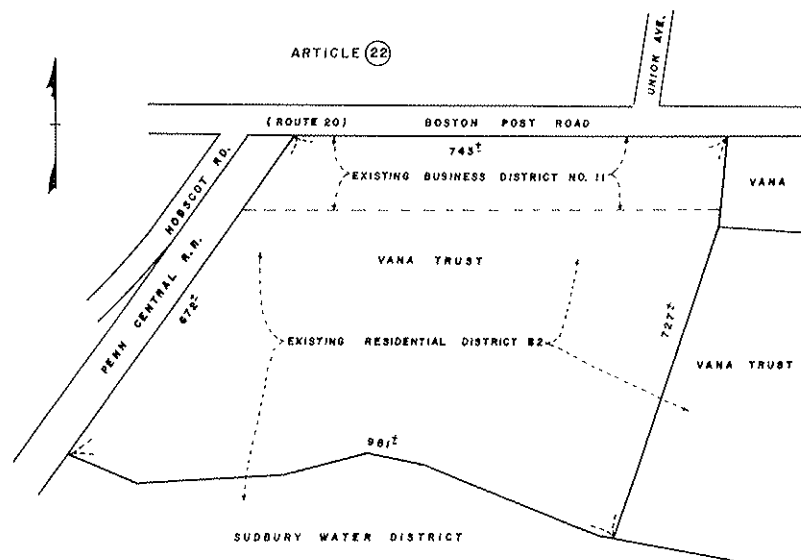 ARTICLE 22
UNION AVE.
(ROUTE 20) BOSTON POST ROAD
743±
HOBSCOT RD.
EXISTING BUSINESS DISTRICT NO. 11
VANA
PENN CENTRAL R.R.
VANA TRUST
672±
727±
EXISTING RESIDENTIAL DISTRICT #2
VANA TRUST
981±
SUDBURY WATER DISTRICT